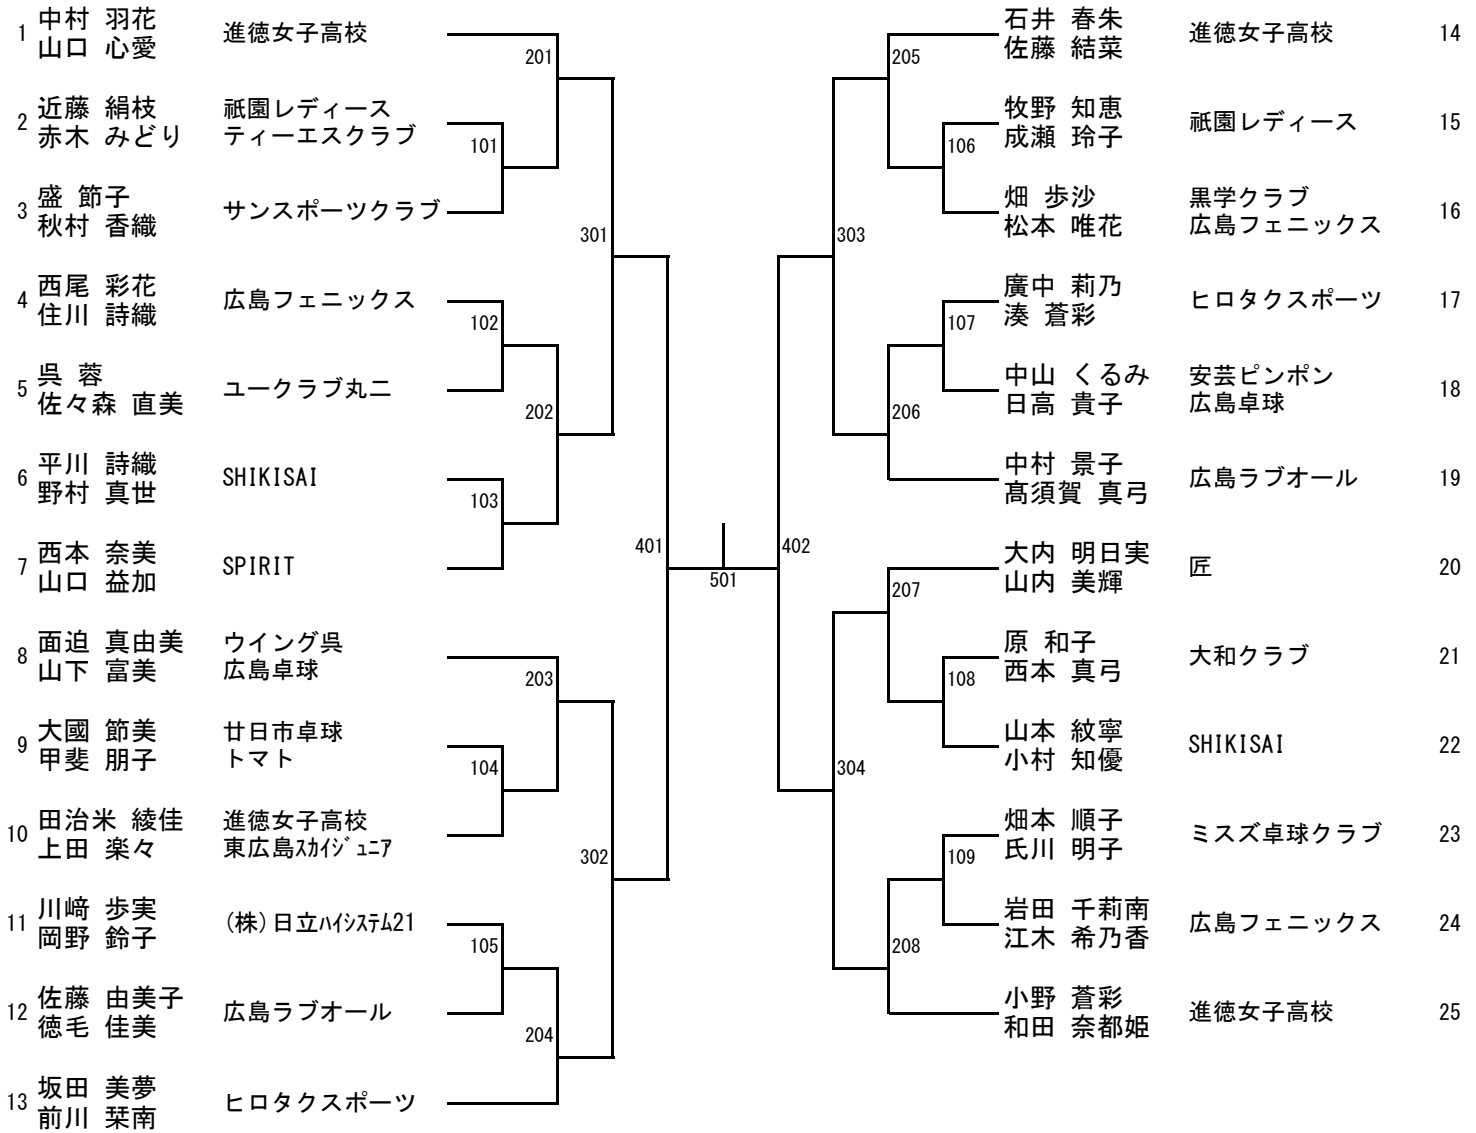 1 中村 羽花 進徳女子高校
山口 心愛
2 近藤 絹枝 祇園レディース
赤木 みどり ティーエスクラブ
3 盛 節子 サンスポーツクラブ
秋村 香織
4 西尾 彩花 広島フェニックス
住川 詩織
5 呉 蓉 ユークラブ丸二
佐々森 直美
6 平川 詩織 SHIKISAI
野村 真世
7 西本 奈美 SPIRIT
山口 益加
8 面迫 真由美 ウイング呉
山下 富美 広島卓球
9 大國 節美 廿日市卓球
甲斐 朋子 トマト
10 田治米 綾佳 進徳女子高校
上田 楽々 東広島ｽｶｲｼﾞｭﾆｱ
11 川﨑 歩実 (株)日立ﾊｲｼｽﾃﾑ21
岡野 鈴子
12 佐藤 由美子 広島ラブオール
徳毛 佳美
13 坂田 美夢 ヒロタクスポーツ
前川 栞南
201
101
301
102
202
103
401
203
104
302
105
204
501
205
106
303
107
206
402
207
108
304
109
208
石井 春朱 進徳女子高校 14
佐藤 結菜
牧野 知恵 祇園レディース 15
成瀬 玲子
畑 歩沙 黒学クラブ 16
松本 唯花 広島フェニックス
廣中 莉乃 ヒロタクスポーツ 17
湊 蒼彩
中山 くるみ 安芸ピンポン 18
日高 貴子 広島卓球
中村 景子 広島ラブオール 19
髙須賀 真弓
大内 明日実 匠 20
山内 美輝
原 和子 大和クラブ 21
西本 真弓
山本 紋寧 SHIKISAI 22
小村 知優
畑本 順子 ミスズ卓球クラブ 23
氏川 明子
岩田 千莉南 広島フェニックス 24
江木 希乃香
小野 蒼彩 進徳女子高校 25
和田 奈都姫